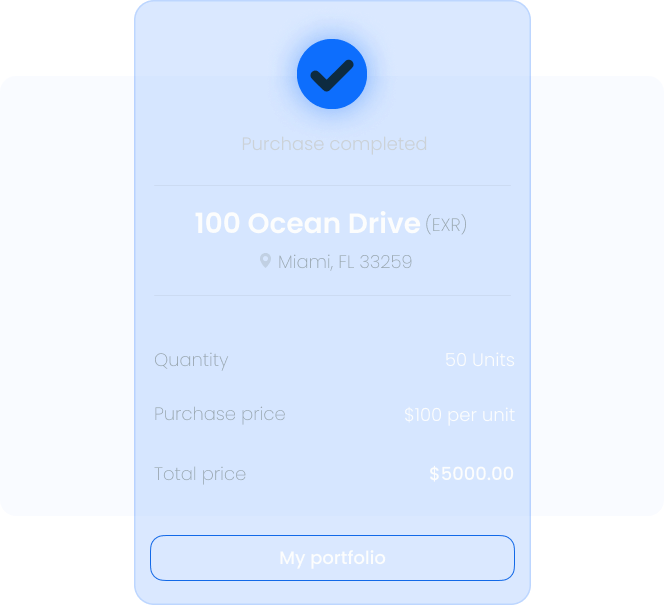 Purchase completed
100 Ocean Drive (EXR)
Miami, FL 33259
Quantity 50 Units
Purchase price $100 per unit
Total price $5000.00
My portfolio